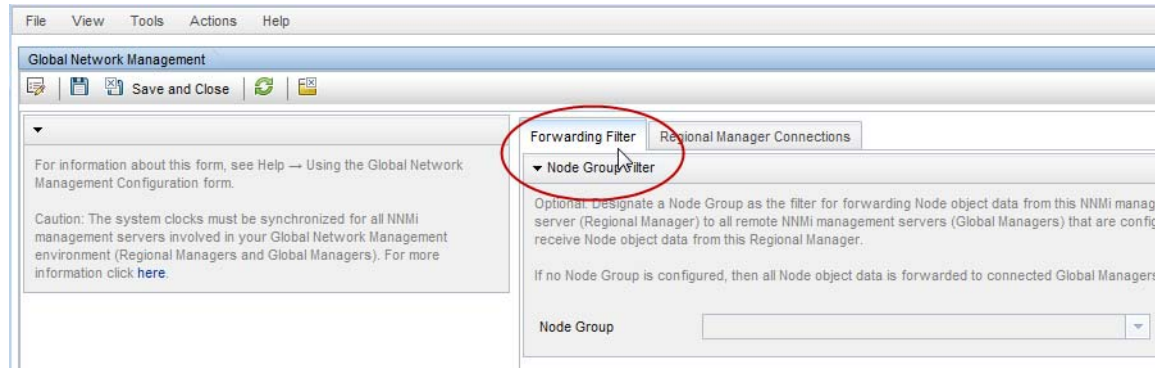 File View Tools Actions Help
Global Network Management
Save and Close
For information about this form, see Help → Using the Global Network
Management Configuration form.
Caution: The system clocks must be synchronized for all NNMi
management servers involved in your Global Network Management
environment (Regional Managers and Global Managers). For more
information click here.
Forwarding Filter Regional Manager Connections
Node Group Filter
Optional: Designate a Node Group as the filter for forwarding Node object data from this NNMi manag
server (Regional Manager) to all remote NNMi management servers (Global Managers) that are config
receive Node object data from this Regional Manager.
If no Node Group is configured, then all Node object data is forwarded to connected Global Managers
Node Group